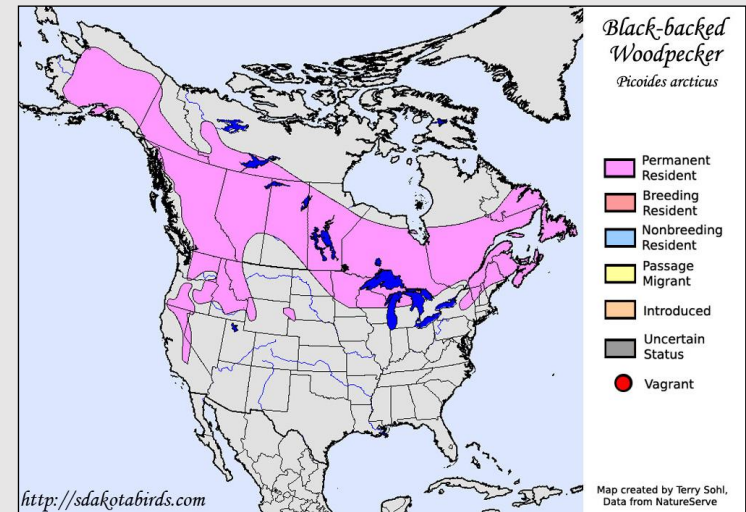 Black-backed
Woodpecker
Picoides arcticus
Permanent
Resident
Breeding
Resident
Nonbreeding
Resident
Passage
Migrant
Introduced
Uncertain
Status
Vagrant
http://sdakotabirds.com
Map created by Terry Sohl,
Data from NatureServe